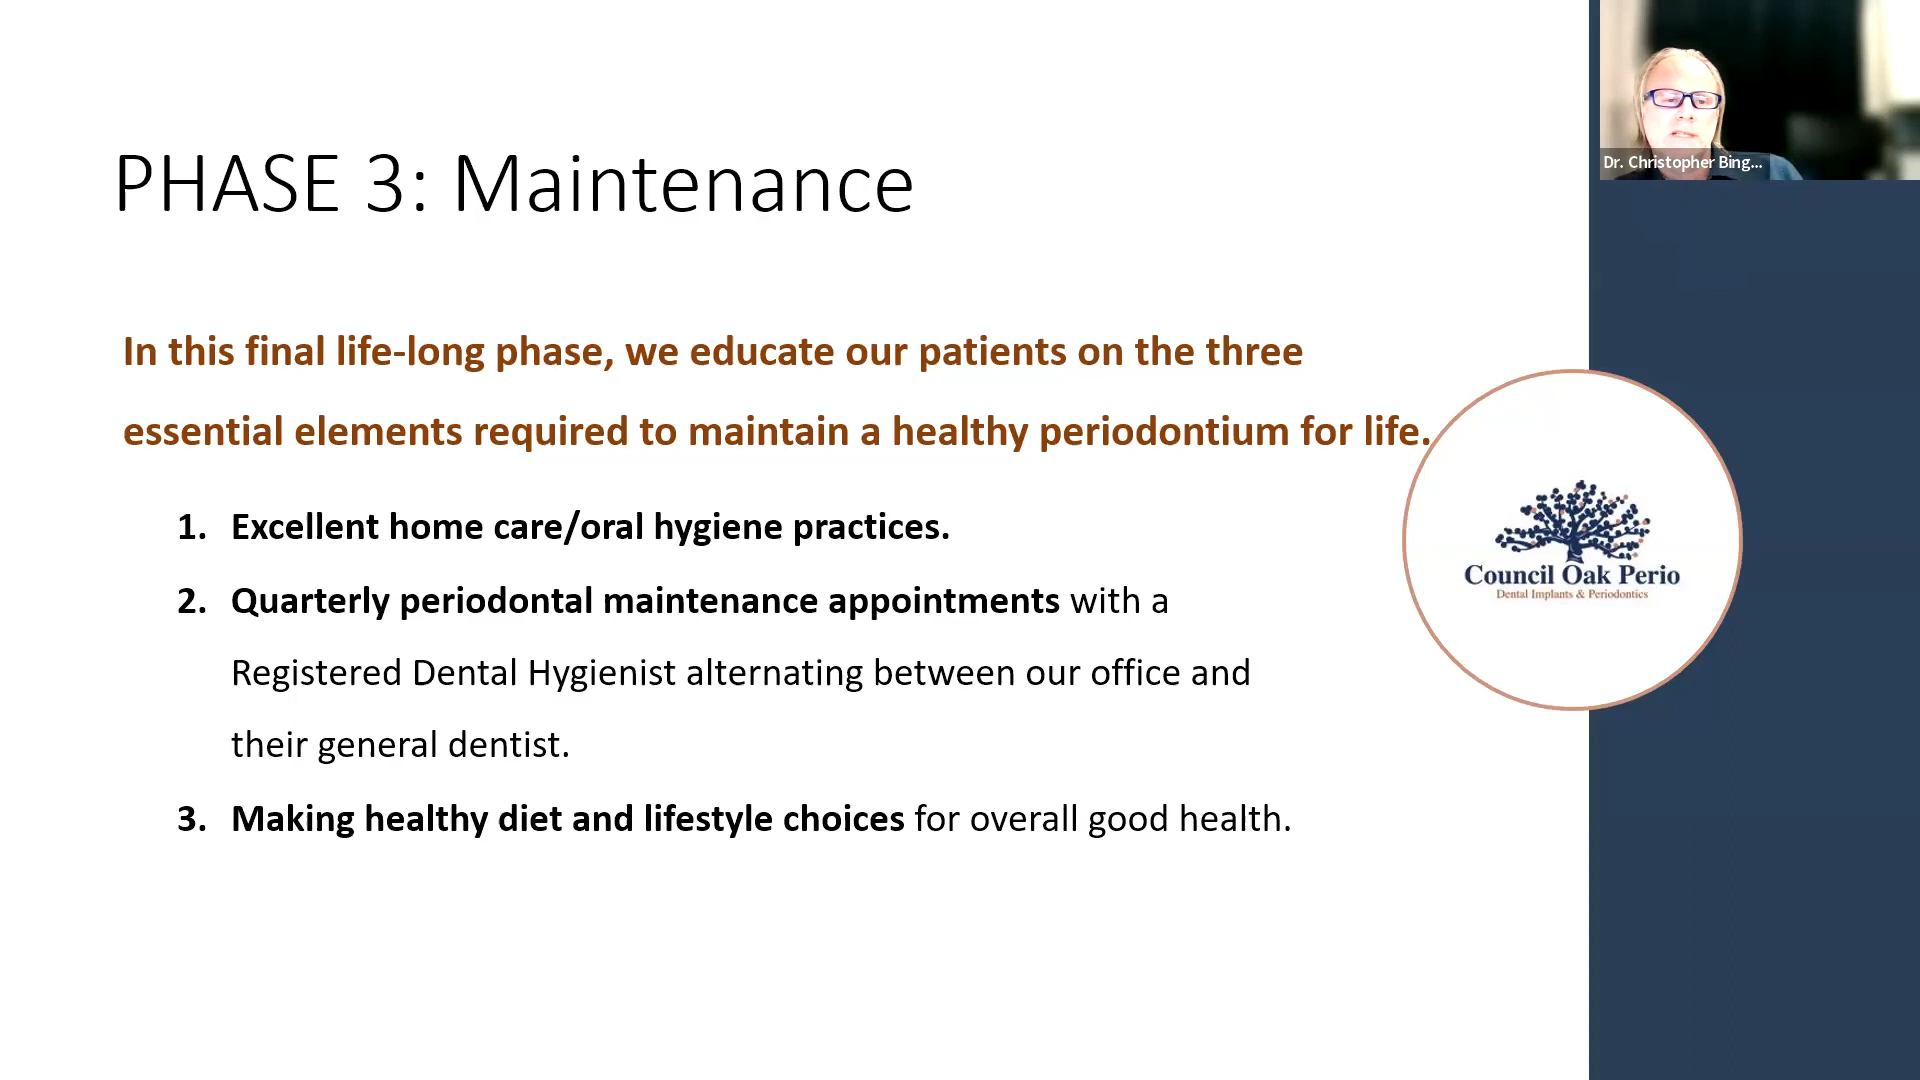 Dr. Christopher Bing...
PHASE 3: Maintenance
In this final life-long phase, we educate our patients on the three
essential elements required to maintain a healthy periodontium for life.
1. Excellent home care/oral hygiene practices.
2. Quarterly periodontal maintenance appointments with a
Registered Dental Hygienist alternating between our office and
their general dentist.
3. Making healthy diet and lifestyle choices for overall good health.
Council Oak Perio
Dental Implants & Periodontics